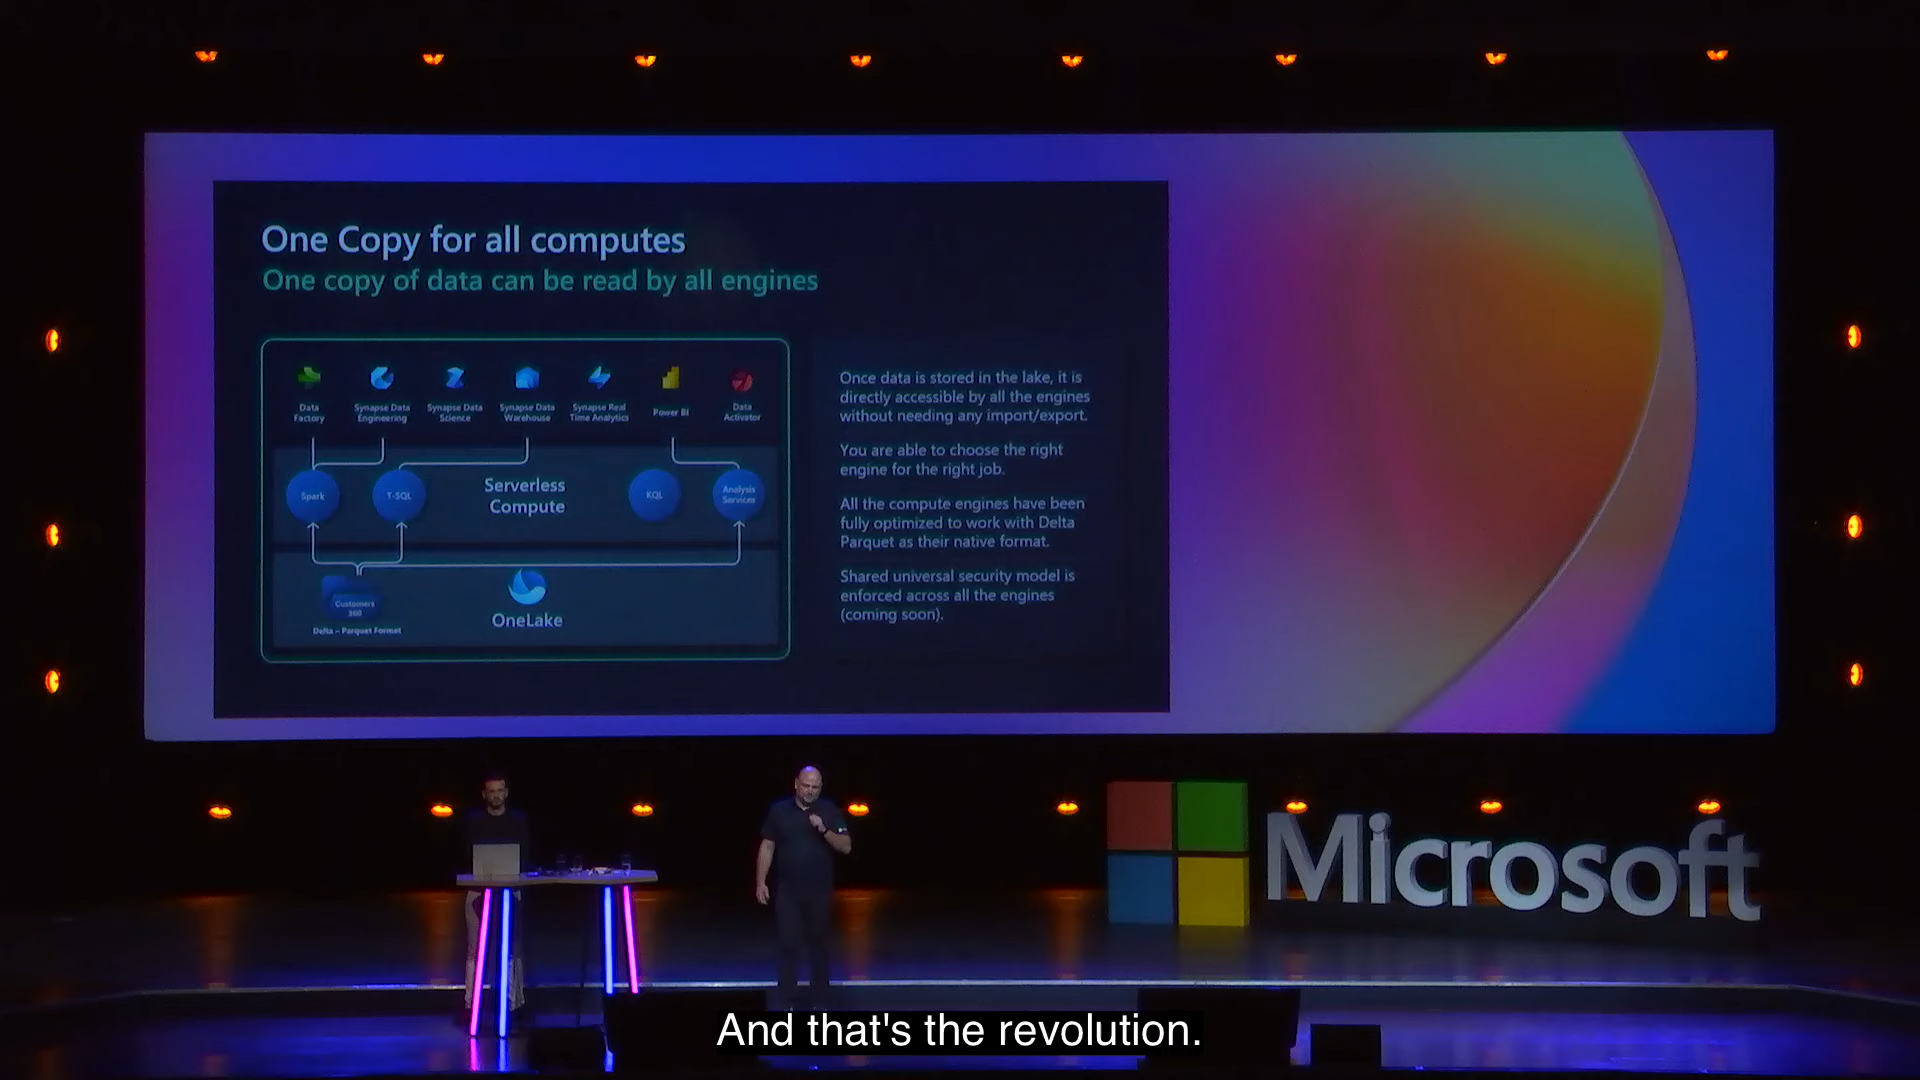 One Copy for all computes
One copy of data can be read by all engines
Data
Factory
Synapse Data
Engineering
Synapse Data
Science
Synapse Data
Warehouse
Synapse Real
Time Analytics
Power BI
Data
Activator
Spark
T-SQL
Serverless
Compute
KQL
Analysis
Services
Customers
360
Delta – Parquet Format
OneLake
Once data is stored in the lake, it is
directly accessible by all the engines
without needing any import/export.
You are able to choose the right
engine for the right job.
All the compute engines have been
fully optimized to work with Delta
Parquet as their native format.
Shared universal security model is
enforced across all the engines
(coming soon).
Microsoft
And that's the revolution.